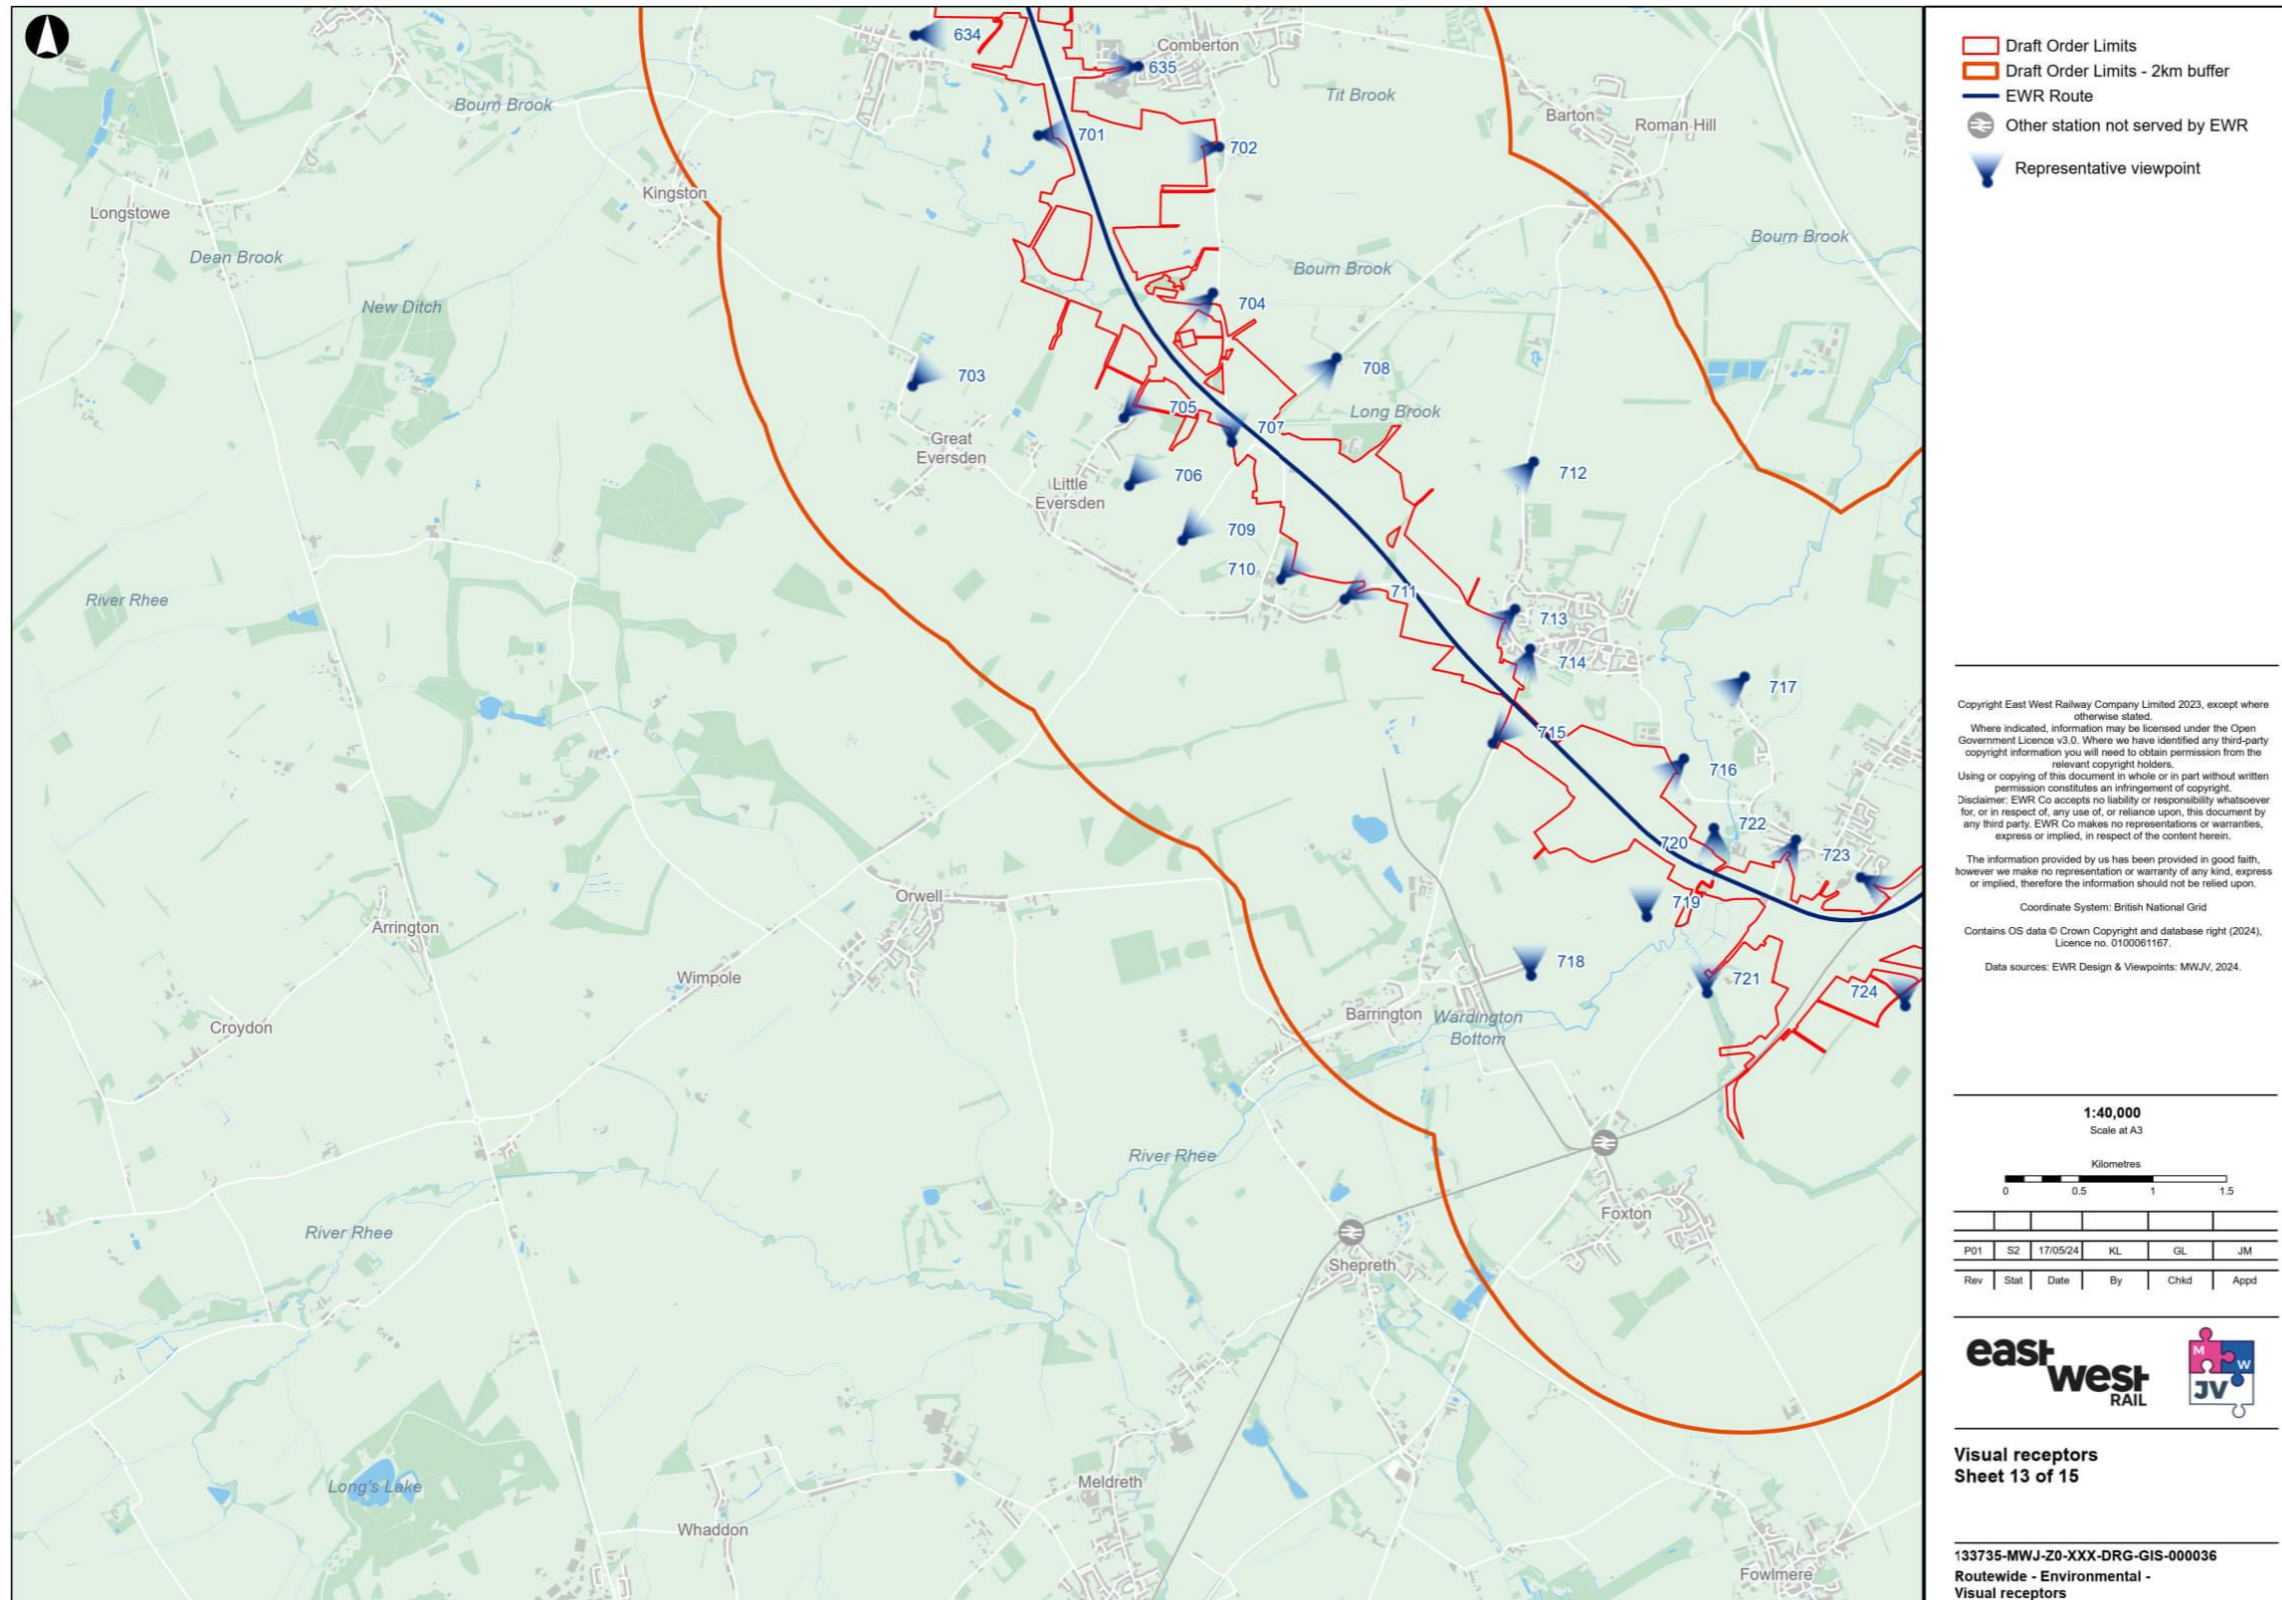 634
635
Comberton
Bourn Brook
Tit Brook
Barton
Roman Hill
701
702
Kingston
Longstowe
Dean Brook
Bourn Brook
New Ditch
Bourn Brook
704
703
708
705
Long Brook
707
Great
Eversden
706
Little
Eversden
712
709
710
711
River Rhee
713
714
717
715
716
722
720
723
Orwell
719
Arrington
718
Wimpole
721
724
Barrington
Wardington
Bottom
Croydon
River Rhee
Foxton
River Rhee
Shepreth
Long's Lake
Meldreth
Whaddon
Fowlmere
Draft Order Limits
Draft Order Limits - 2km buffer
EWR Route
Other station not served by EWR
Representative viewpoint
Copyright East West Railway Company Limited 2023, except where
otherwise stated.
Where indicated, information may be licensed under the Open
Government Licence v3.0. Where we have identified any third-party
copyright information you will need to obtain permission from the
relevant copyright holders.
Using or copying of this document in whole or in part without written
permission constitutes an infringement of copyright.
Disclaimer: EWR Co accepts no liability or responsibility whatsoever
for, or in respect of, any use of, or reliance upon, this document by
any third party. EWR Co makes no representations or warranties,
express or implied, in respect of the content herein.
The information provided by us has been provided in good faith,
however we make no representation or warranty of any kind, express
or implied, therefore the information should not be relied upon.
Coordinate System: British National Grid
Contains OS data © Crown Copyright and database right (2024),
Licence no. 0100061167.
Data sources: EWR Design & Viewpoints: MWJV, 2024.
1:40,000
Scale at A3
Kilometres
0 0.5 1 1.5
P01 S2 17/05/24 KL GL JM
Rev Stat Date By Chkd Appd
east
west
RAIL
M
W
JV
Visual receptors
Sheet 13 of 15
133735-MWJ-Z0-XXX-DRG-GIS-000036
Routewide - Environmental -
Visual receptors